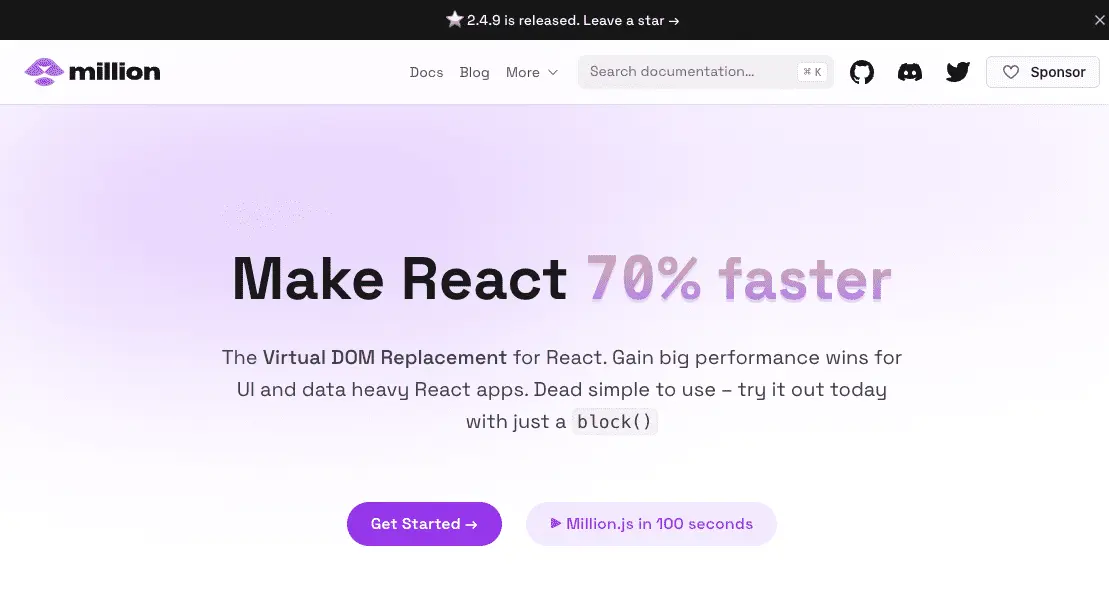 2.4.9 is released. Leave a star →
million
Docs Blog More Search documentation... ⌘ K Sponsor
Make React 70% faster
The Virtual DOM Replacement for React. Gain big performance wins for
UI and data heavy React apps. Dead simple to use – try it out today
with just a block()
Get Started → Million.js in 100 seconds